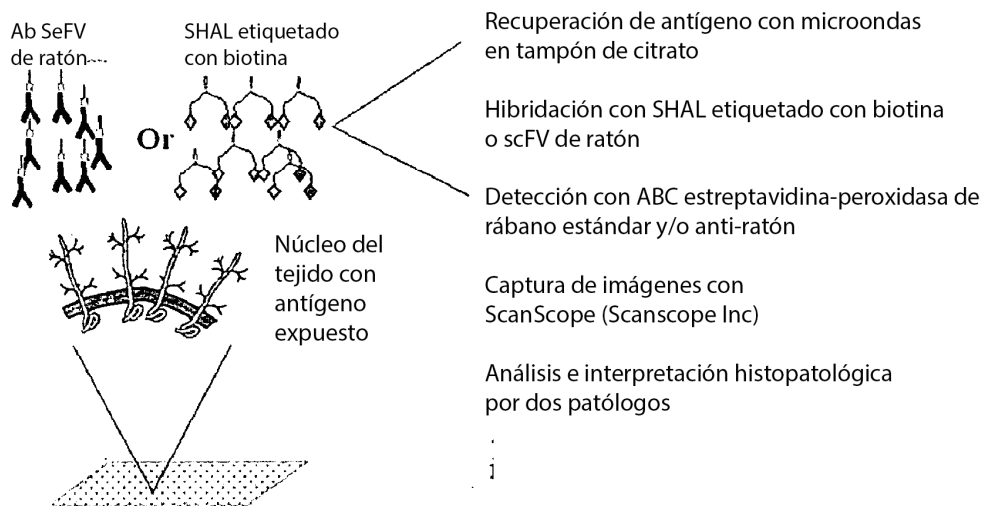 Ab SeFV
de ratón
SHAL etiquetado
con biotina
Or
Núcleo del
tejido con
antígeno
expuesto
Recuperación de antígeno con microondas
en tampón de citrato
Hibridación con SHAL etiquetado con biotina
o scFV de ratón
Detección con ABC estreptavidina-peroxidasa de
rábano estándar y/o anti-ratón
Captura de imágenes con
ScanScope (Scanscope Inc)
Análisis e interpretación histopatológica
por dos patólogos